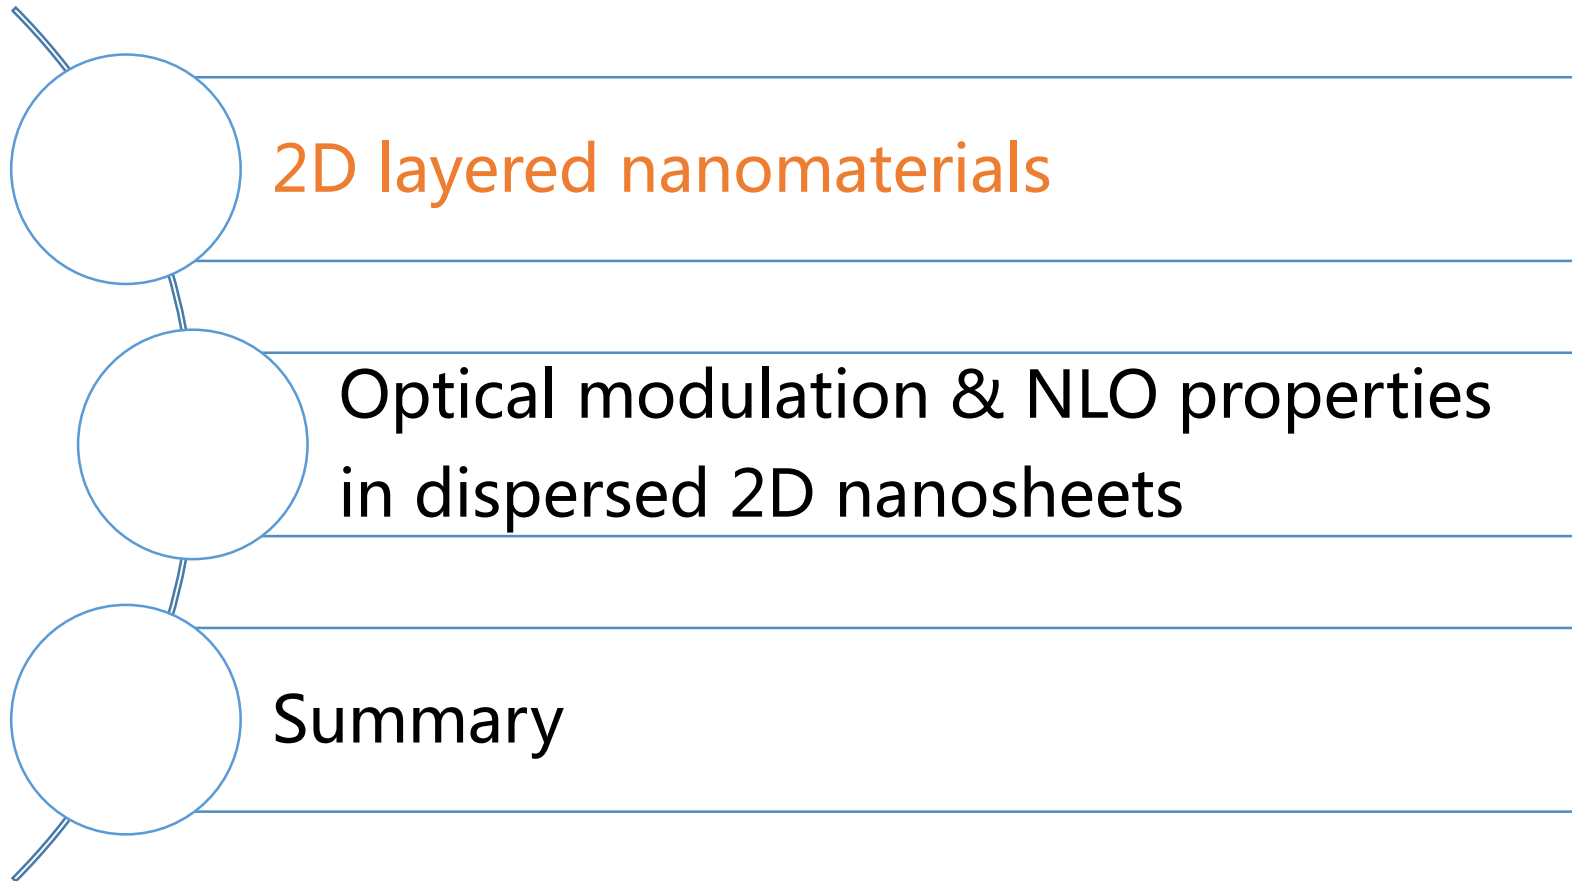 2D layered nanomaterials
Optical modulation & NLO properties
in dispersed 2D nanosheets
Summary